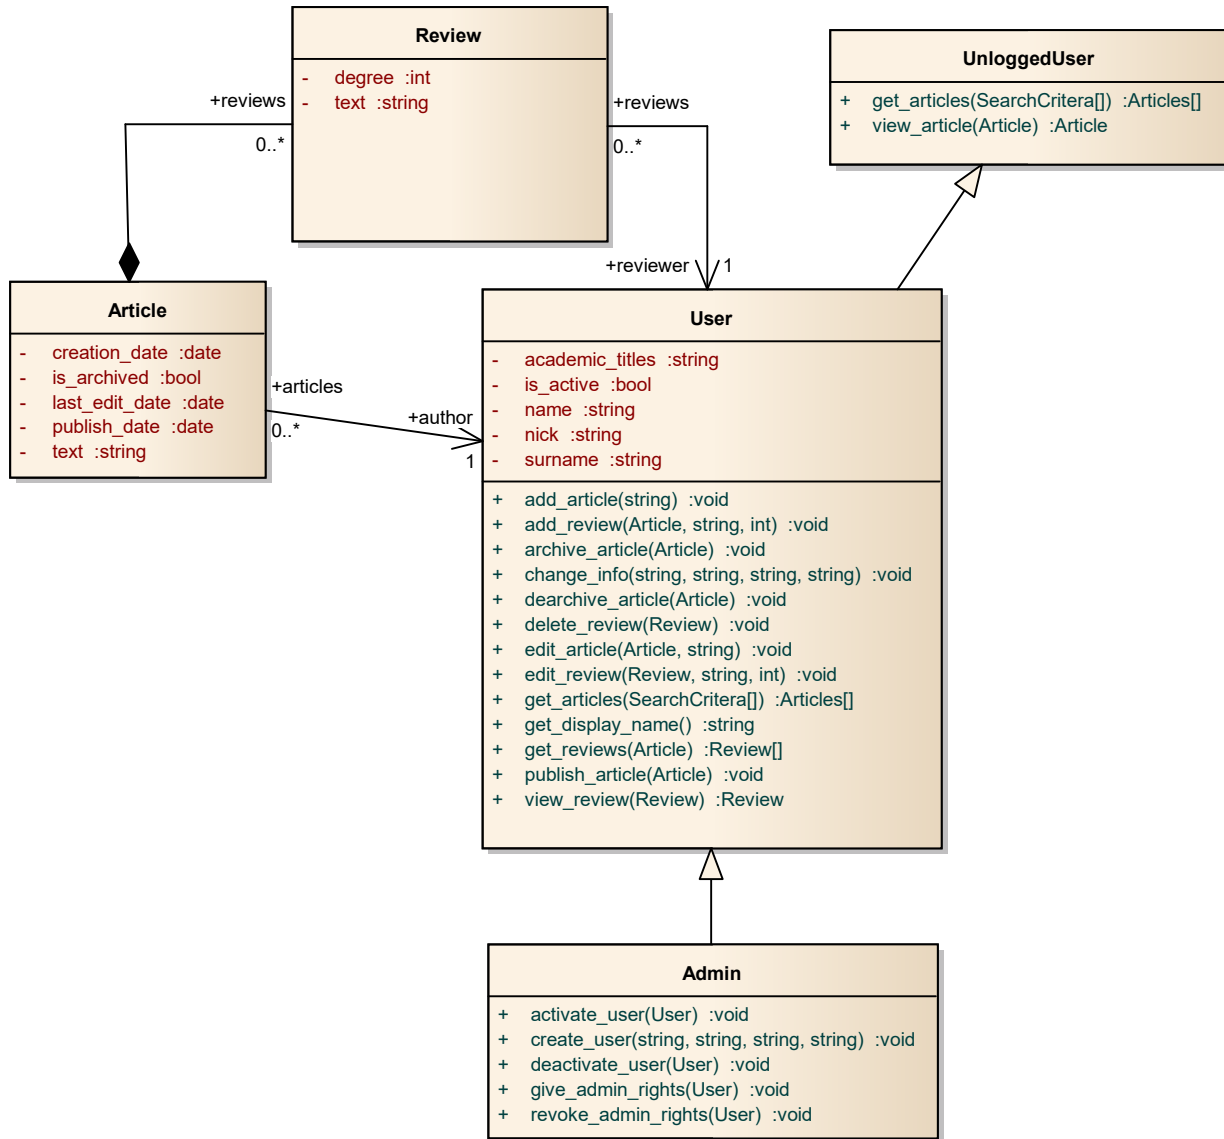 Review
- degree :int
- text :string
UnloggedUser
+ get_articles(SearchCritera[]) :Articles[]
+ view_article(Article) :Article
+reviews
0..*
+reviews
0..*
+reviewer
1
Article
- creation_date :date
- is_archived :bool
- last_edit_date :date
- publish_date :date
- text :string
+articles
0..*
+author
1
User
- academic_titles :string
- is_active :bool
- name :string
- nick :string
- surname :string
+ add_article(string) :void
+ add_review(Article, string, int) :void
+ archive_article(Article) :void
+ change_info(string, string, string, string) :void
+ dearchive_article(Article) :void
+ delete_review(Review) :void
+ edit_article(Article, string) :void
+ edit_review(Review, string, int) :void
+ get_articles(SearchCritera[]) :Articles[]
+ get_display_name() :string
+ get_reviews(Article) :Review[]
+ publish_article(Article) :void
+ view_review(Review) :Review
Admin
+ activate_user(User) :void
+ create_user(string, string, string, string) :void
+ deactivate_user(User) :void
+ give_admin_rights(User) :void
+ revoke_admin_rights(User) :void